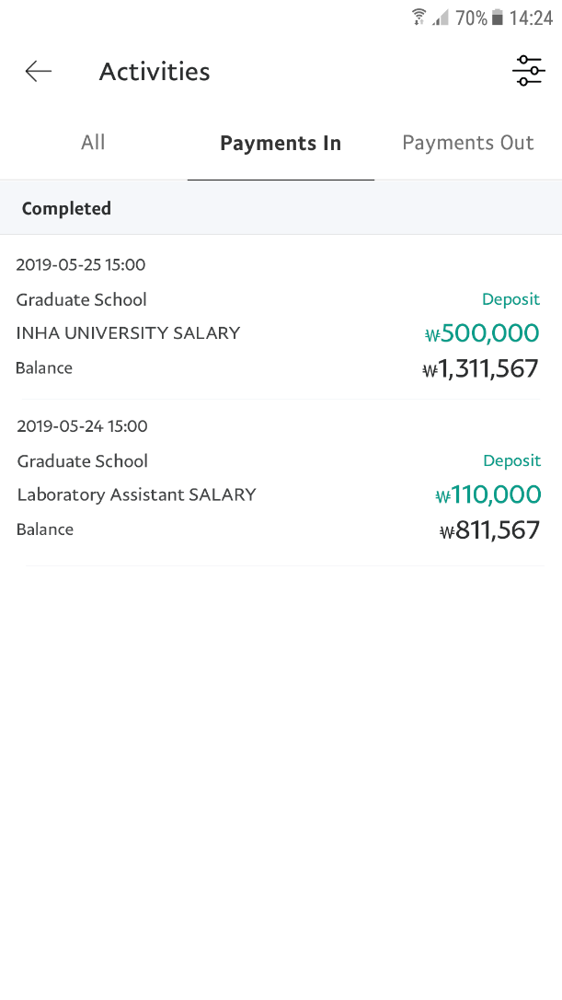 70% 14:24
Activities
All Payments In Payments Out
Completed
2019-05-25 15:00
Graduate School Deposit
INHA UNIVERSITY SALARY ₩500,000
Balance ₩1,311,567
2019-05-24 15:00
Graduate School Deposit
Laboratory Assistant SALARY ₩110,000
Balance ₩811,567